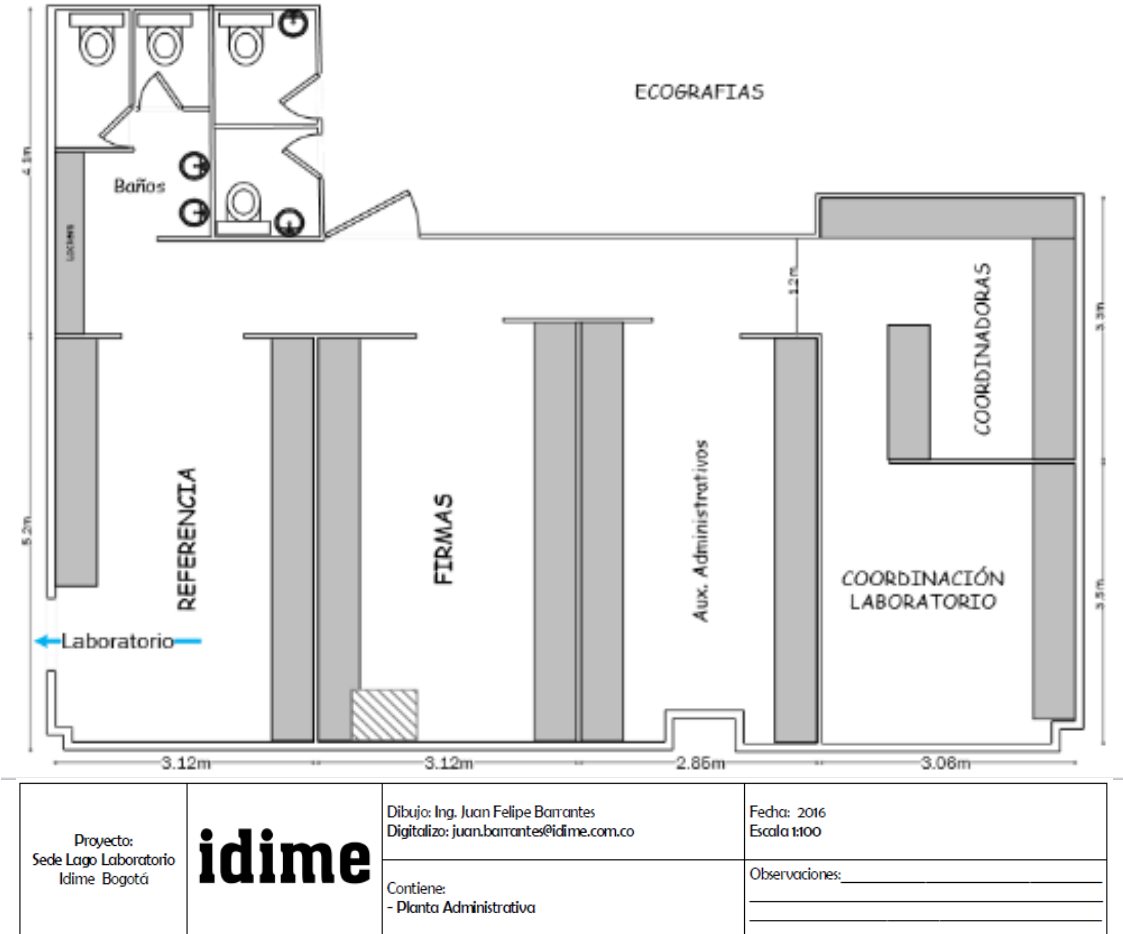 ECOGRAFIAS
4.1m
Baños
Lockers
1.2m
COORDINADORAS
3.3m
5.2m
REFERENCIA
FIRMAS
Aux. Administrativos
COORDINACIÓN
LABORATORIO
3.5m
Laboratorio
3.12m
3.12m
2.85m
3.06m
Proyecto:
Sede Lago Laboratorio
Idime Bogotá
idime
Dibujo: Ing. Juan Felipe Barrantes
Digitalizo: juan.barrantes@idime.com.co
Contiene:
- Planta Administrativa
Fecha: 2016
Escala 1:100
Observaciones: